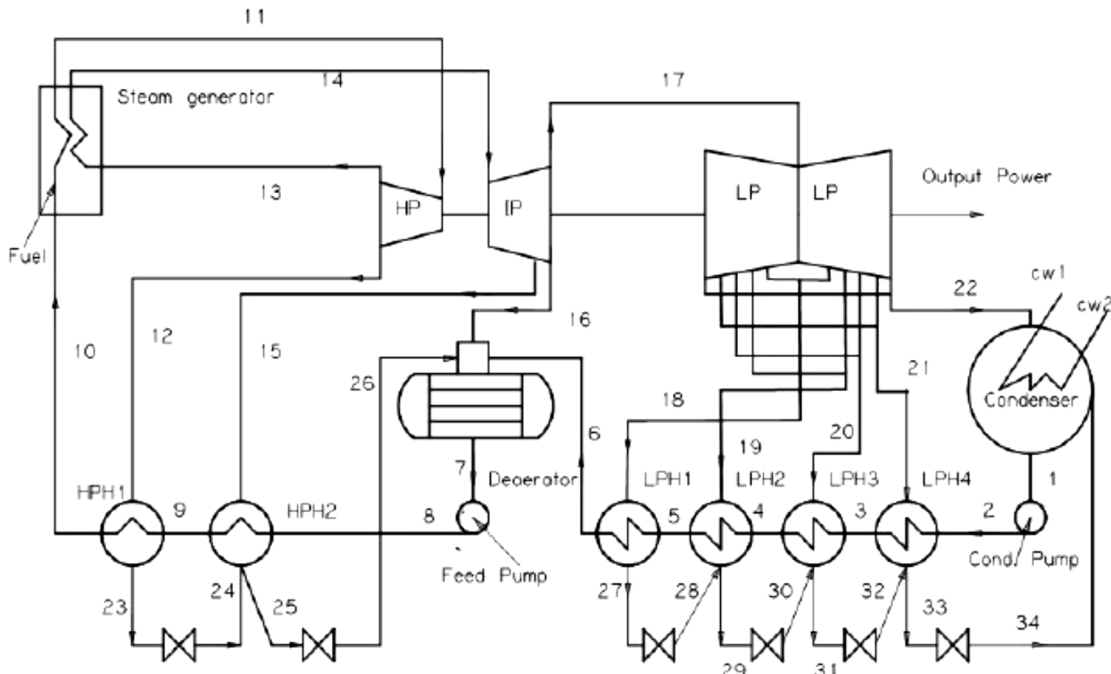 11
14
17
Steam generator
Output Power
13
HP
IP
LP
LP
Fuel
cw1
22
cw2
10
12
15
16
26
21
Condenser
18
6
19
20
7
Deaerator
1
HPH1
9
HPH2
8
LPH1
5
LPH2
4
LPH3
3
LPH4
2
Feed Pump
Cond. Pump
23
24
25
27
28
30
32
33
34
29
31